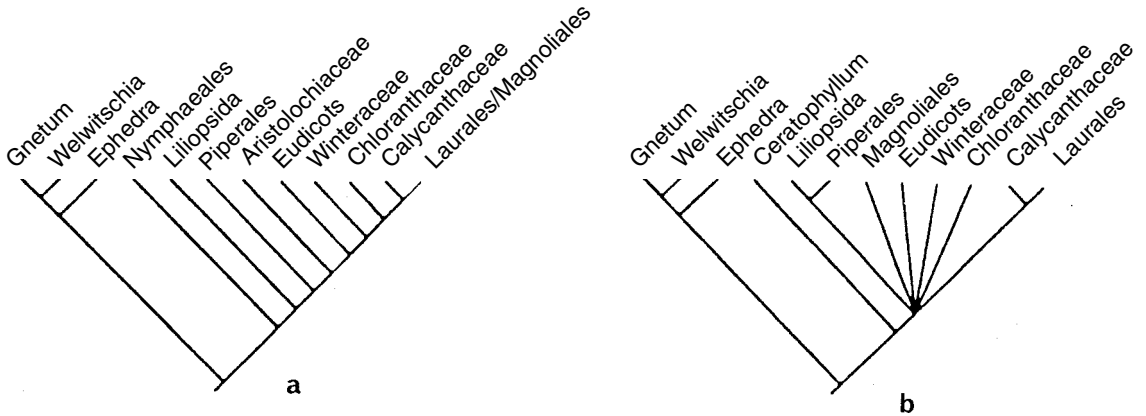 Gnetum
Welwitschia
Ephedra
Nymphaeales
Liliopsida
Piperales
Aristolochiaceae
Eudicots
Winteraceae
Chloranthaceae
Calycanthaceae
Laurales/Magnoliales
a
Gnetum
Welwitschia
Ephedra
Ceratophyllum
Liliopsida
Piperales
Magnoliales
Eudicots
Winteraceae
Chloranthaceae
Calycanthaceae
Laurales
b